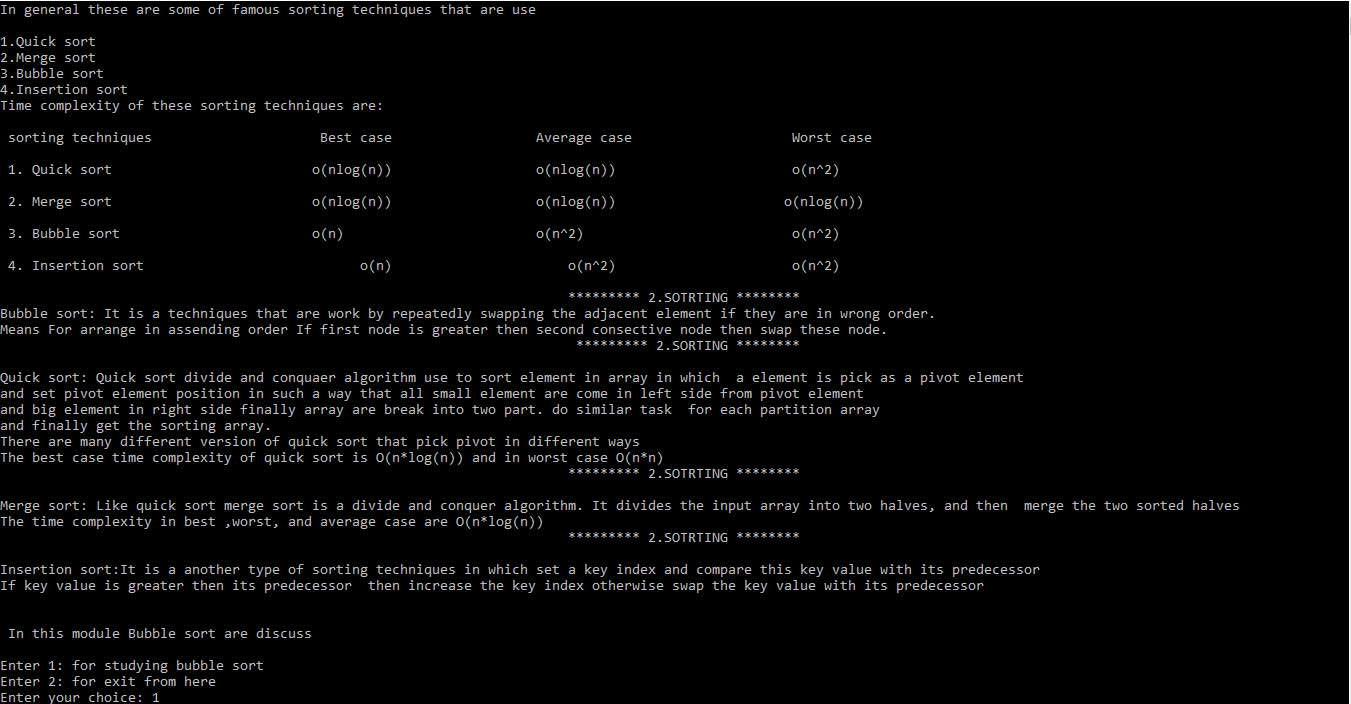 In general these are some of famous sorting techniques that are use
1.Quick sort
2.Merge sort
3.Bubble sort
4.Insertion sort
Time complexity of these sorting techniques are:
sorting techniques Best case Average case Worst case
1. Quick sort o(nlog(n)) o(nlog(n)) o(n^2)
2. Merge sort o(nlog(n)) o(nlog(n)) o(nlog(n))
3. Bubble sort o(n) o(n^2) o(n^2)
4. Insertion sort o(n) o(n^2) o(n^2)
********* 2.SOTRTING ********
Bubble sort: It is a techniques that are work by repeatedly swapping the adjacent element if they are in wrong order.
Means For arrange in assending order If first node is greater then second consective node then swap these node.
********* 2.SORTING ********
Quick sort: Quick sort divide and conquaer algorithm use to sort element in array in which  a element is pick as a pivot element
and set pivot element position in such a way that all small element are come in left side from pivot element
and big element in right side finally array are break into two part. do similar task  for each partition array
and finally get the sorting array.
There are many different version of quick sort that pick pivot in different ways
The best case time complexity of quick sort is O(n*log(n)) and in worst case O(n*n)
********* 2.SOTRTING ********
Merge sort: Like quick sort merge sort is a divide and conquer algorithm. It divides the input array into two halves, and then  merge the two sorted halves
The time complexity in best ,worst, and average case are O(n*log(n))
********* 2.SOTRTING ********
Insertion sort:It is a another type of sorting techniques in which set a key index and compare this key value with its predecessor
If key value is greater then its predecessor  then increase the key index otherwise swap the key value with its predecessor
In this module Bubble sort are discuss
Enter 1: for studying bubble sort
Enter 2: for exit from here
Enter your choice: 1